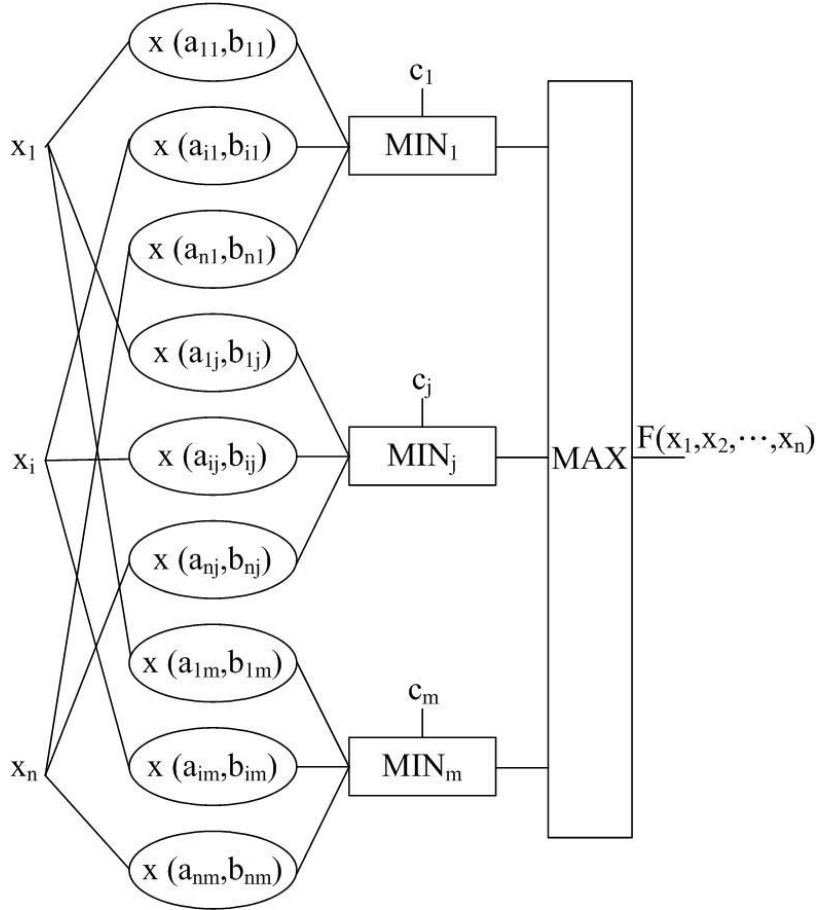 x (a₁₁,b₁₁)
c₁
x₁
x (aᵢ₁,bᵢ₁)
MIN₁
x (aₙ₁,bₙ₁)
x (a₁ⱼ,b₁ⱼ)
cⱼ
xᵢ
x (aᵢⱼ,bᵢⱼ)
MINⱼ
MAX
F(x₁,x₂,⋯,xₙ)
x (aₙⱼ,bₙⱼ)
x (a₁ₘ,b₁ₘ)
cₘ
xₙ
x (aᵢₘ,bᵢₘ)
MINₘ
x (aₙₘ,bₙₘ)